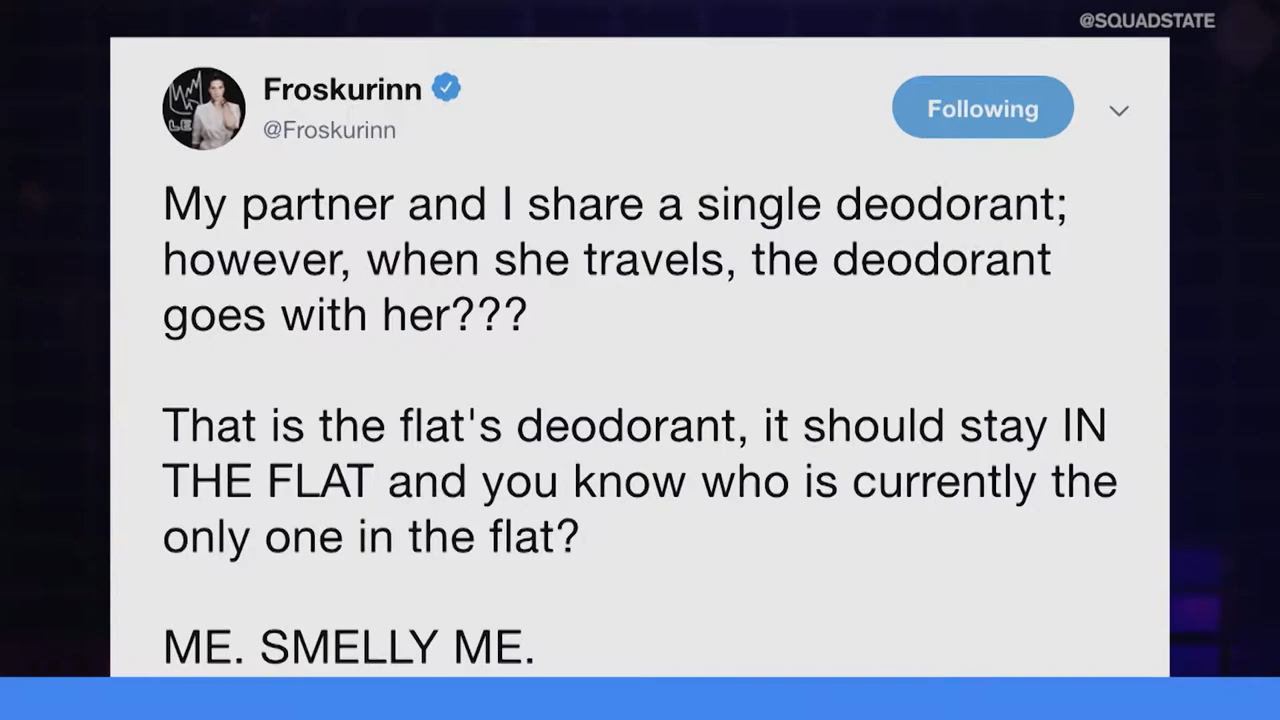 @SQUADSTATE
Froskurinn
@Froskurinn
Following
My partner and I share a single deodorant;
however, when she travels, the deodorant
goes with her???
That is the flat's deodorant, it should stay IN
THE FLAT and you know who is currently the
only one in the flat?
ME. SMELLY ME.